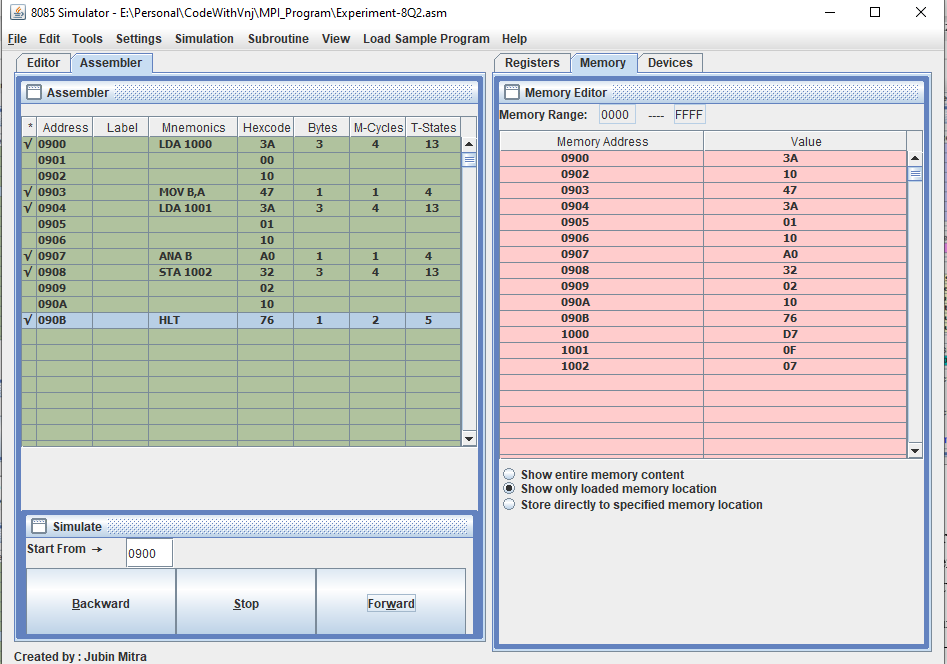 8085 Simulator - E:\Personal\CodeWithVnj\MPI_Program\Experiment-8Q2.asm
File Edit Tools Settings Simulation Subroutine View Load Sample Program Help
Editor Assembler
Assembler
* Address Label Mnemonics Hexcode Bytes M-Cycles T-States
√ 0900 LDA 1000 3A 3 4 13
0901 00
0902 10
√ 0903 MOV B,A 47 1 1 4
√ 0904 LDA 1001 3A 3 4 13
0905 01
0906 10
√ 0907 ANA B A0 1 1 4
√ 0908 STA 1002 32 3 4 13
0909 02
090A 10
√ 090B HLT 76 1 2 5
Simulate
Start From → 0900
Backward Stop Forward
Created by : Jubin Mitra
Registers Memory Devices
Memory Editor
Memory Range: 0000 ---- FFFF
Memory Address Value
0900 3A
0902 10
0903 47
0904 3A
0905 01
0906 10
0907 A0
0908 32
0909 02
090A 10
090B 76
1000 D7
1001 0F
1002 07
Show entire memory content
Show only loaded memory location
Store directly to specified memory location